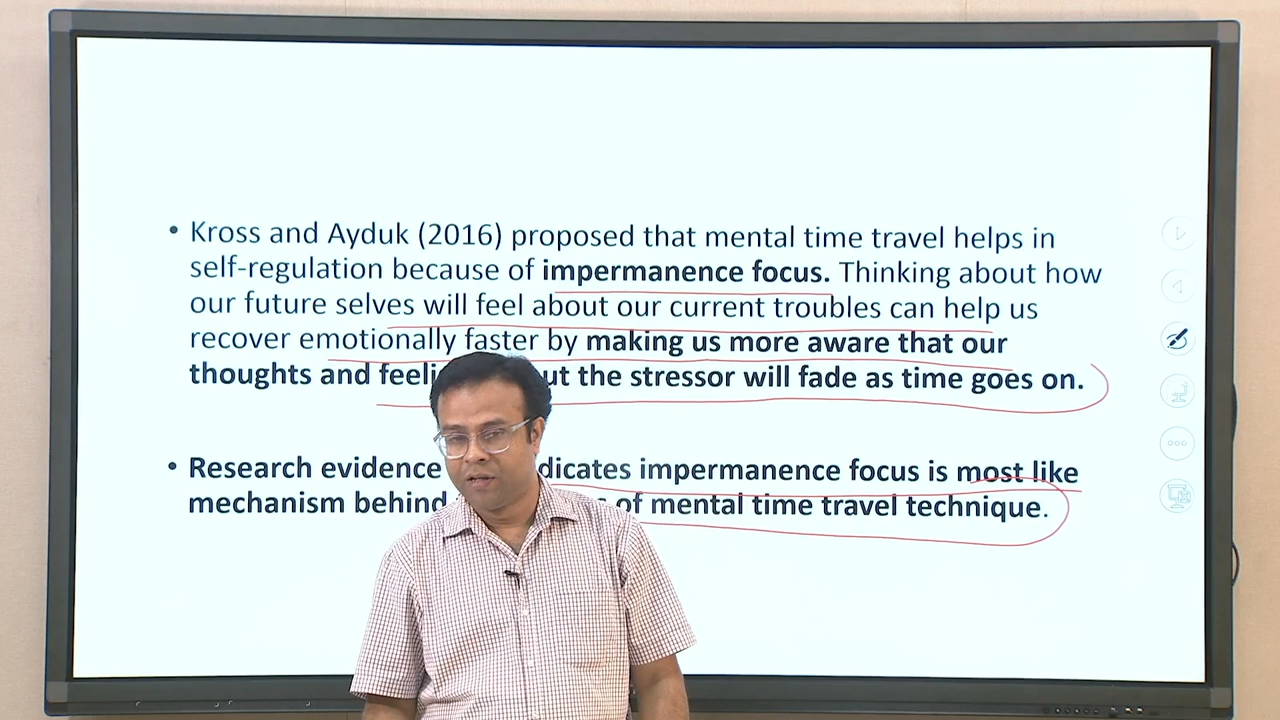 • Kross and Ayduk (2016) proposed that mental time travel helps in
self-regulation because of impermanence focus. Thinking about how
our future selves will feel about our current troubles can help us
recover emotionally faster by making us more aware that our
thoughts and the stressor will fade as time goes on.
• Research evidence impermanence focus is most like
mechanism behind of mental time travel technique.